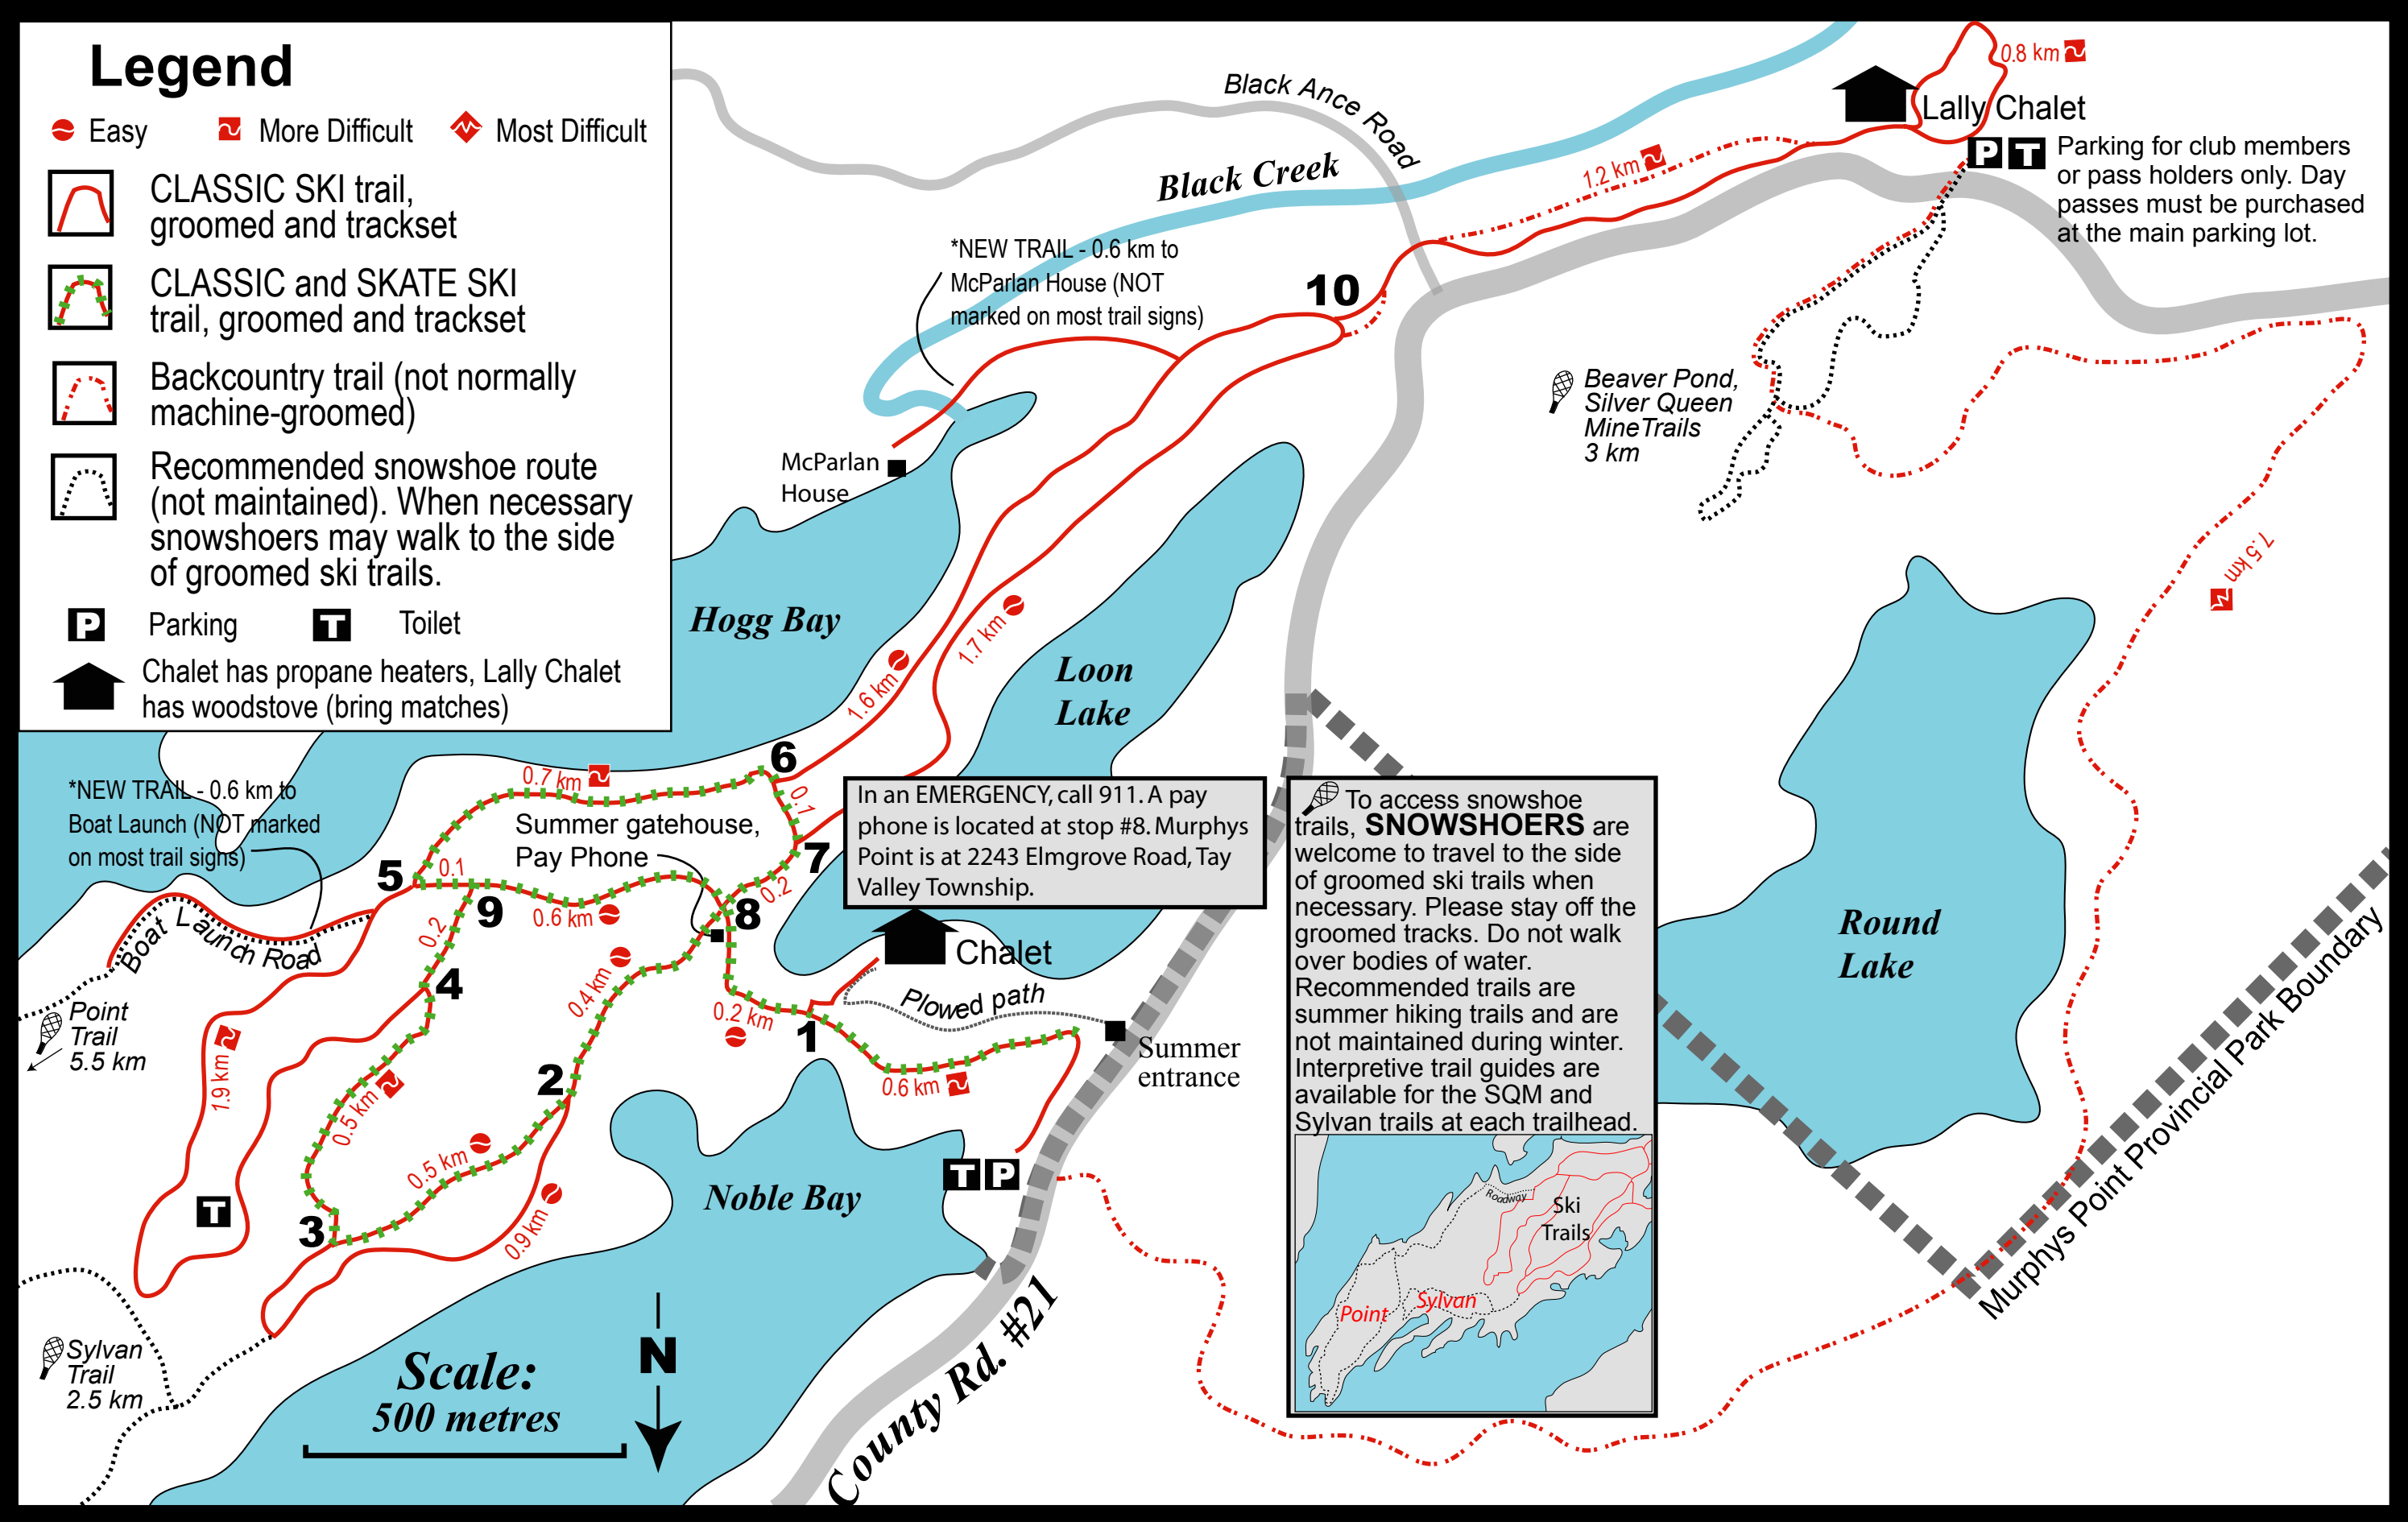 Legend
Easy
More Difficult
Most Difficult
CLASSIC SKI trail,
groomed and trackset
CLASSIC and SKATE SKI
trail, groomed and trackset
Backcountry trail (not normally
machine-groomed)
Recommended snowshoe route
(not maintained). When necessary
snowshoers may walk to the side
of groomed ski trails.
P Parking
T Toilet
Chalet has propane heaters, Lally Chalet
has woodstove (bring matches)
Black Ance Road
Black Creek
0.8 km
Lally Chalet
P T
Parking for club members
or pass holders only. Day
passes must be purchased
at the main parking lot.
1.2 km
*NEW TRAIL - 0.6 km to
McParlan House (NOT
marked on most trail signs)
10
Beaver Pond,
Silver Queen
MineTrails
3 km
McParlan
House
7.5 km
Hogg Bay
Loon
Lake
1.7 km
1.6 km
6
0.7 km
0.1
*NEW TRAIL - 0.6 km to
Boat Launch (NOT marked
on most trail signs)
Summer gatehouse,
Pay Phone
7
5
0.1
0.2
9
0.6 km
8
In an EMERGENCY, call 911. A pay
phone is located at stop #8. Murphys
Point is at 2243 Elmgrove Road, Tay
Valley Township.
Chalet
Boat Launch Road
0.2
4
0.4 km
Plowed path
0.2 km
1
Summer
entrance
Point
Trail
5.5 km
1.9 km
0.5 km
2
0.6 km
0.5 km
T P
Noble Bay
T
3
0.9 km
Sylvan
Trail
2.5 km
Scale:
500 metres
N
County Rd. #21
To access snowshoe
trails, SNOWSHOERS are
welcome to travel to the side
of groomed ski trails when
necessary. Please stay off the
groomed tracks. Do not walk
over bodies of water.
Recommended trails are
summer hiking trails and are
not maintained during winter.
Interpretive trail guides are
available for the SQM and
Sylvan trails at each trailhead.
Roadway
Ski
Trails
Point
Sylvan
Round
Lake
Murphys Point Provincial Park Boundary